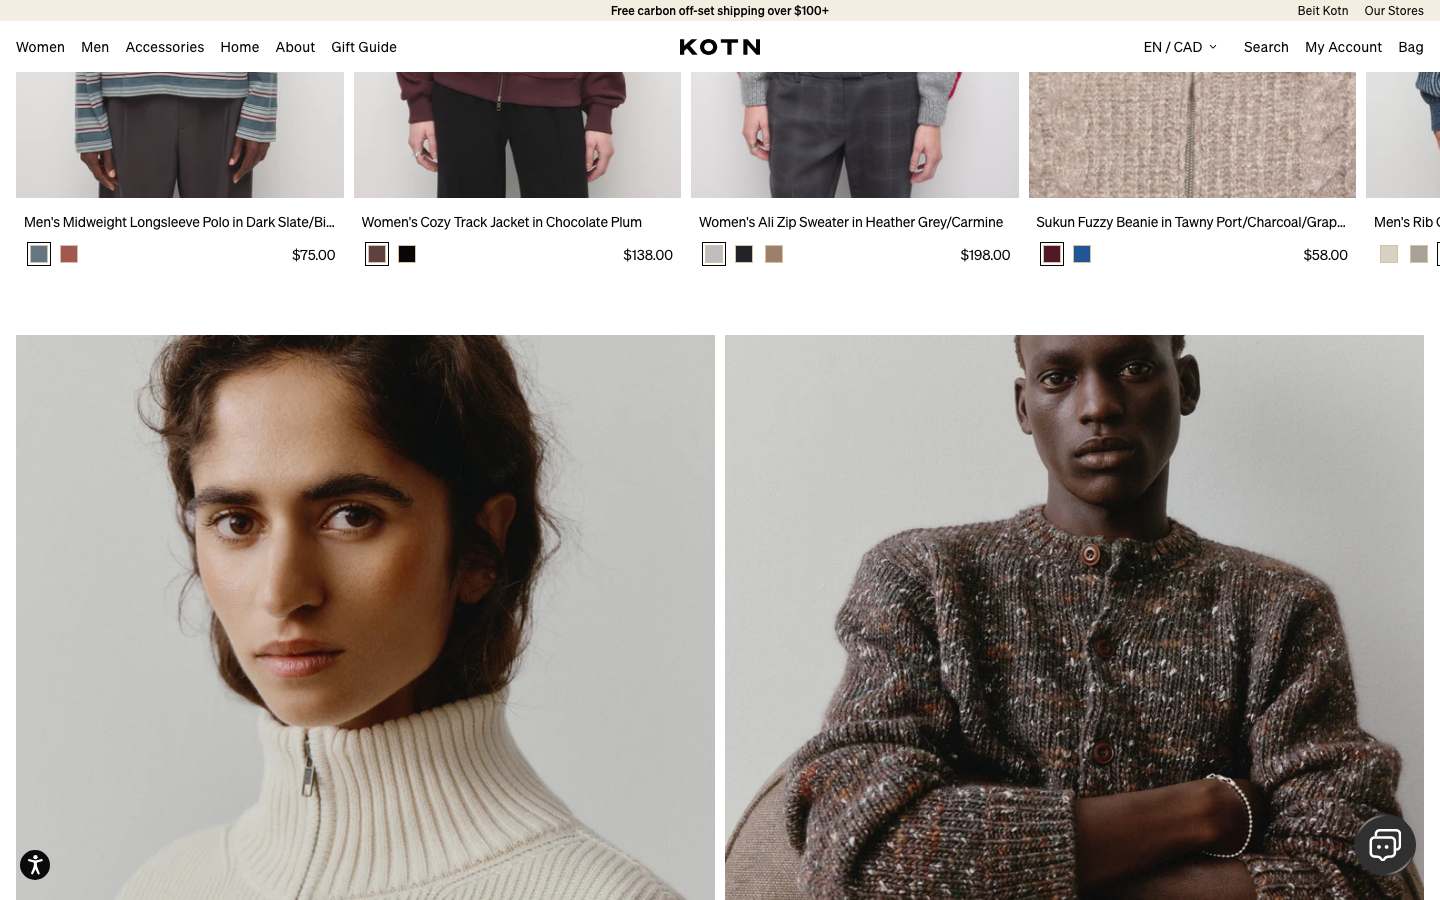 Free carbon off-set shipping over $100+
Beit Kotn Our Stores
Women Men Accessories Home About Gift Guide
KOTN
EN / CAD Search My Account Bag
Men's Midweight Longsleeve Polo in Dark Slate/Bi...
$75.00
Women's Cozy Track Jacket in Chocolate Plum
$138.00
Women's Ali Zip Sweater in Heather Grey/Carmine
$198.00
Sukun Fuzzy Beanie in Tawny Port/Charcoal/Grap...
$58.00
Men's Rib